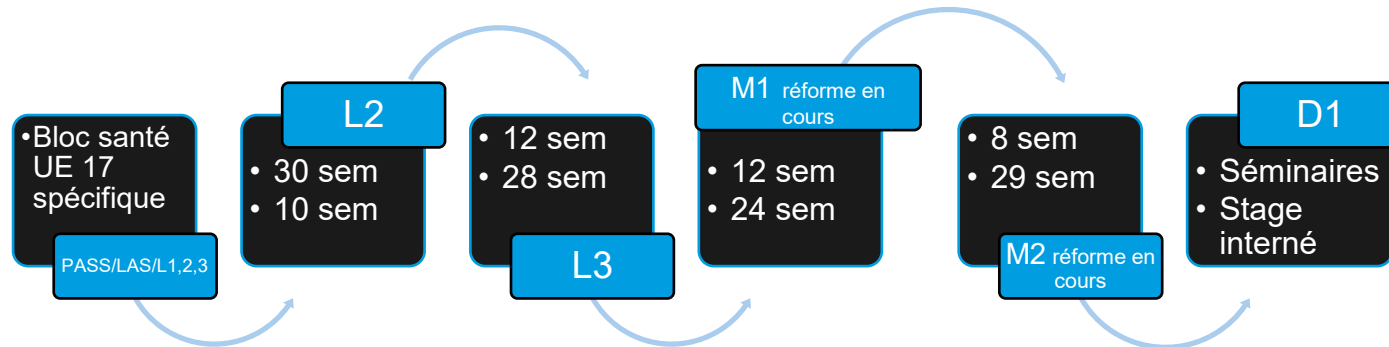 •Bloc santé
UE 17
spécifique
PASS/LAS/L1,2,3
L2
• 30 sem
• 10 sem
• 12 sem
• 28 sem
L3
M1 réforme en
cours
• 12 sem
• 24 sem
• 8 sem
• 29 sem
M2 réforme en
cours
D1
• Séminaires
• Stage
interné